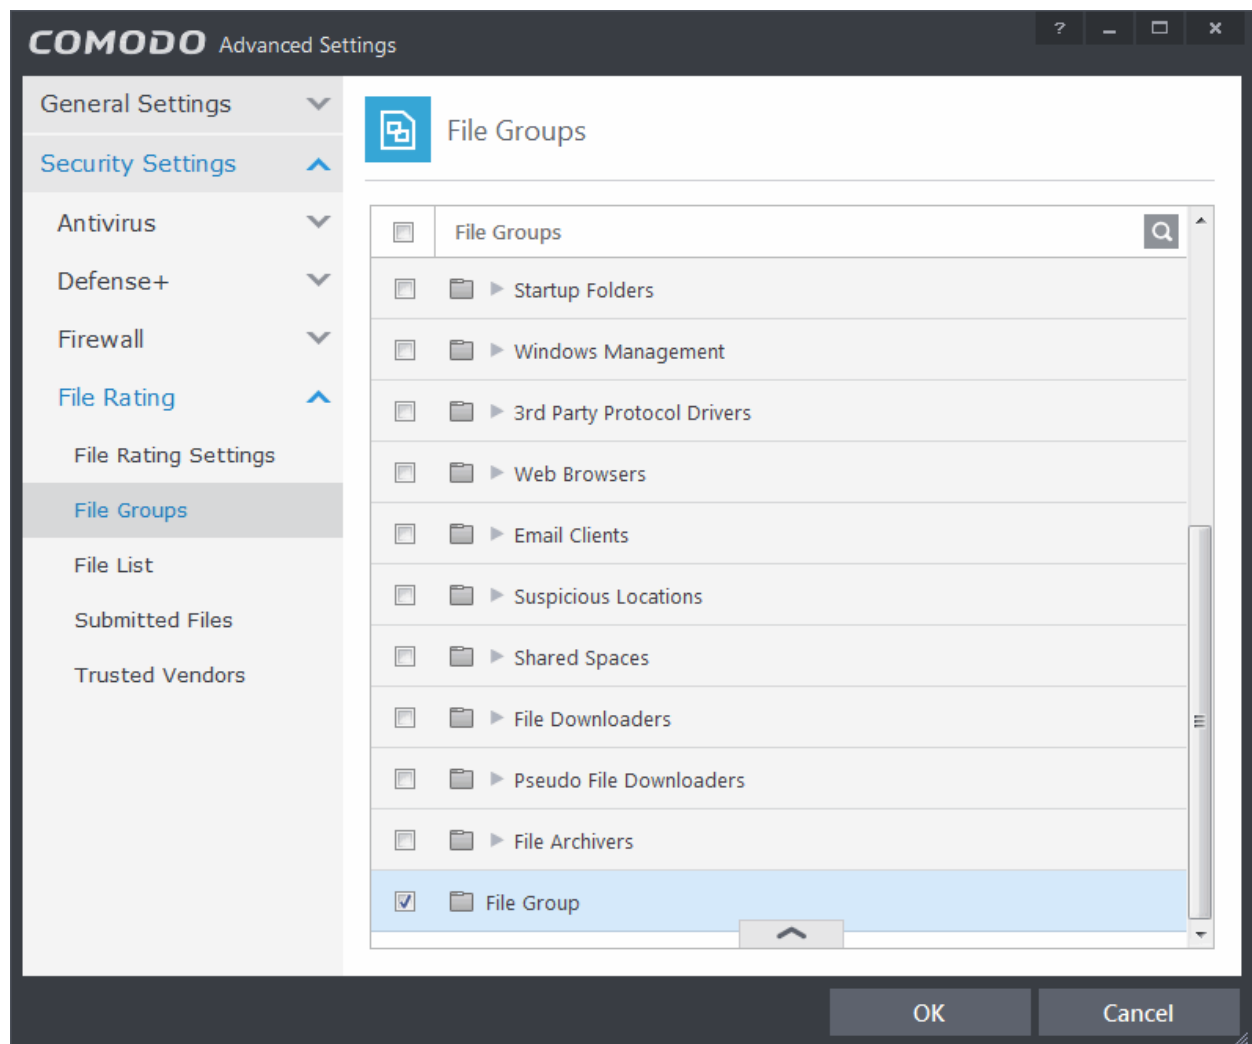 COMODO Advanced Settings
?
General Settings
Security Settings
Antivirus
Defense+
Firewall
File Rating
File Rating Settings
File Groups
File List
Submitted Files
Trusted Vendors
File Groups
File Groups
Startup Folders
Windows Management
3rd Party Protocol Drivers
Web Browsers
Email Clients
Suspicious Locations
Shared Spaces
File Downloaders
Pseudo File Downloaders
File Archivers
File Group
OK
Cancel